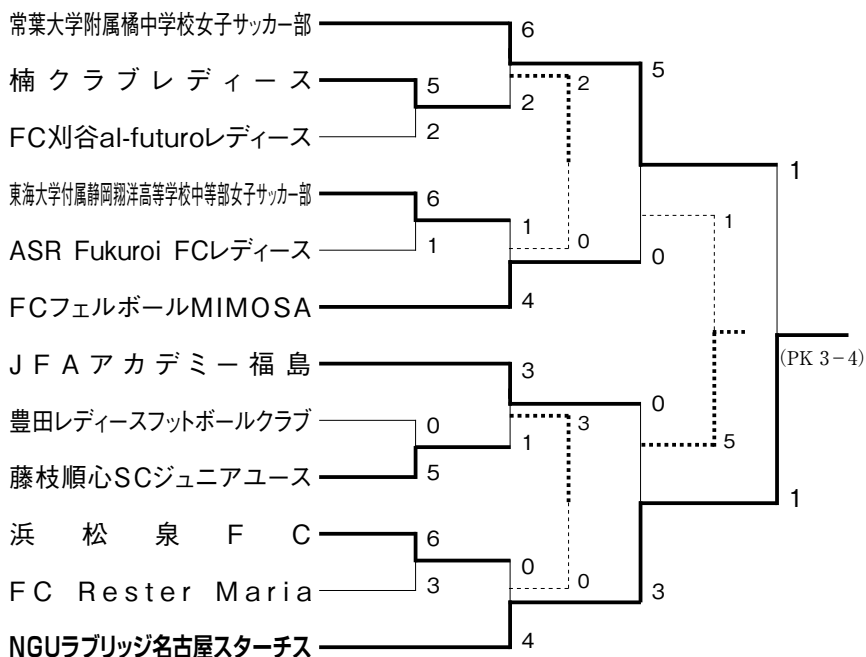 常葉大学附属橘中学校女子サッカー部
6
楠クラブレディース
5
2
5
2
FC刈谷al-futuroレディース
2
1
東海大学付属静岡翔洋高等学校中等部女子サッカー部
6
1
1
ASR Fukuroi FCレディース
1
0
0
FCフェルボールMIMOSA
4
JFAアカデミー福島
3
(PK 3-4)
豊田レディースフットボールクラブ
0
3
0
1
5
藤枝順心SCジュニアユース
5
1
浜松泉FC
6
0
FC Rester Maria
3
0
3
NGUラブリッジ名古屋スターチス
4